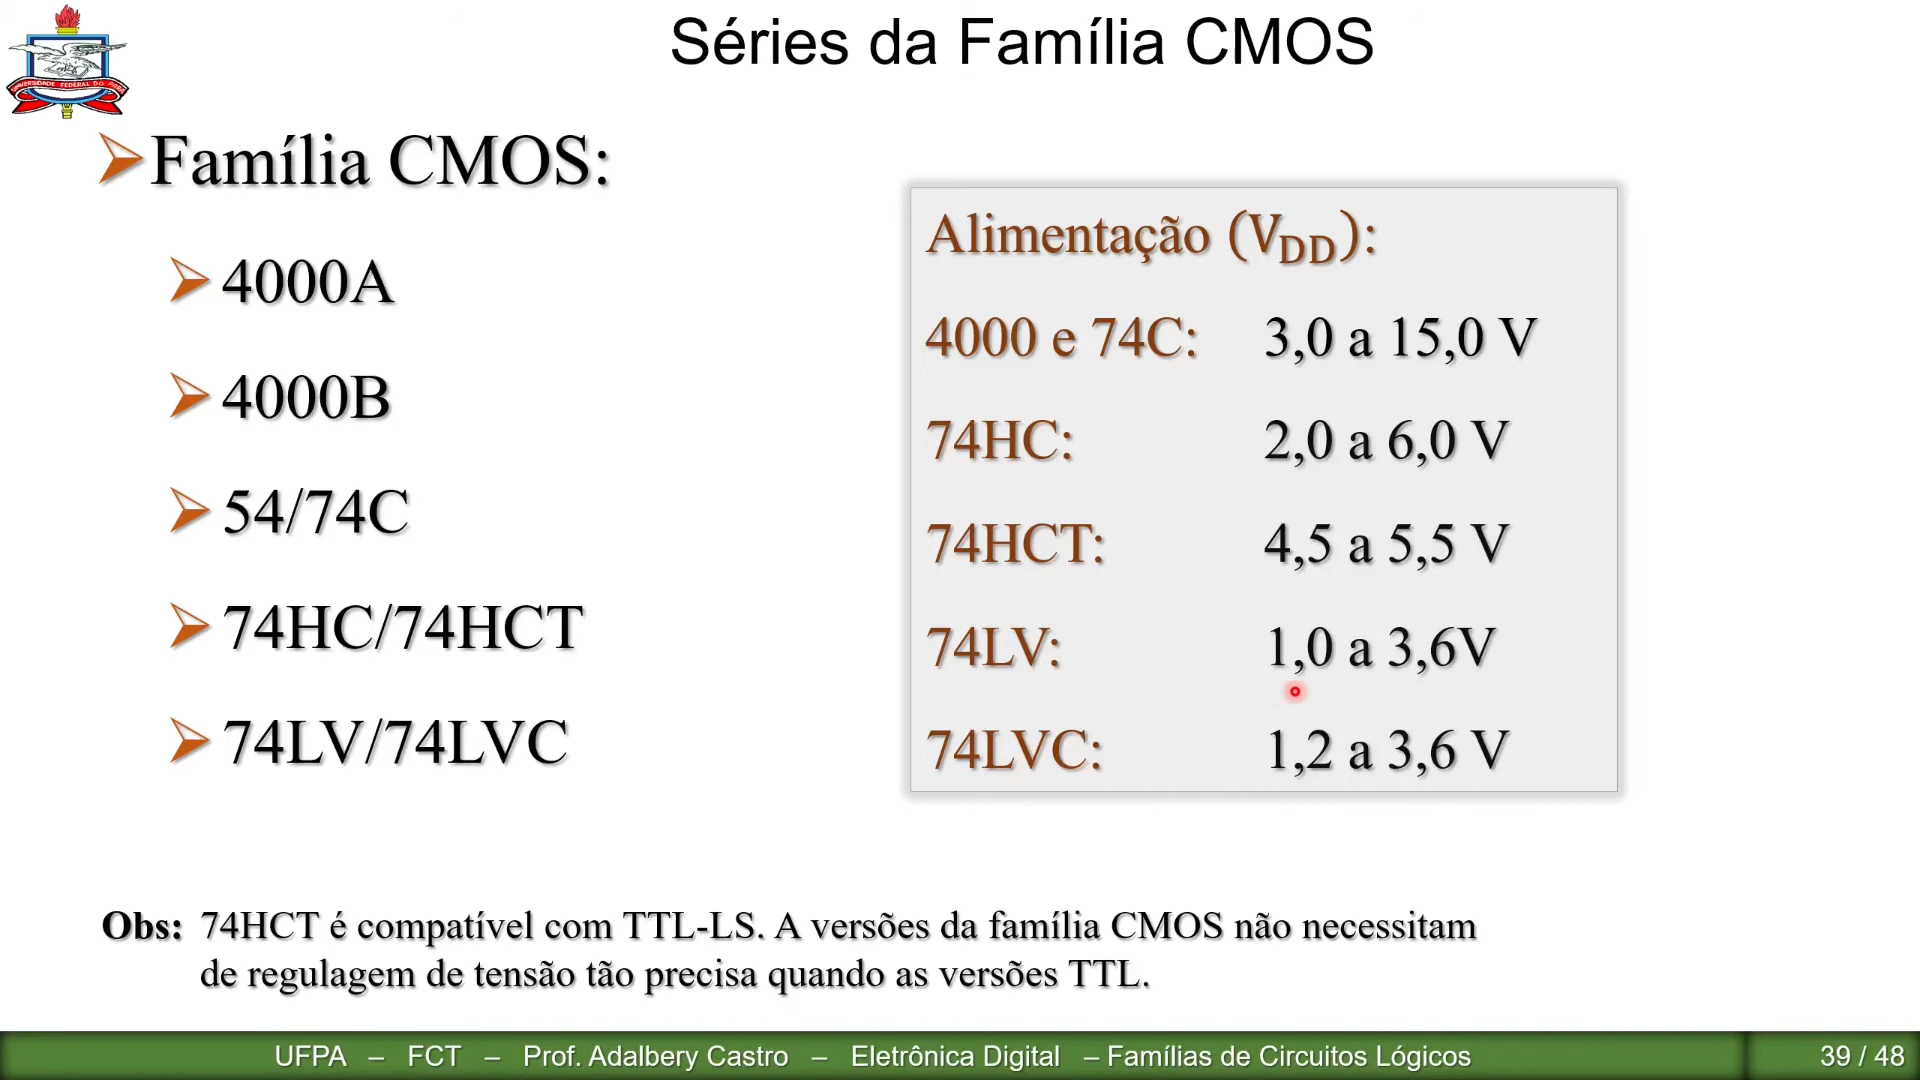 Séries da Família CMOS
UNIVERSIDADE FEDERAL DO PARÁ
Família CMOS:
4000A
4000B
54/74C
74HC/74HCT
74LV/74LVC
Alimentação (VDD):
4000 e 74C: 3,0 a 15,0 V
74HC: 2,0 a 6,0 V
74HCT: 4,5 a 5,5 V
74LV: 1,0 a 3,6V
74LVC: 1,2 a 3,6 V
Obs: 74HCT é compatível com TTL-LS. A versões da família CMOS não necessitam
de regulagem de tensão tão precisa quando as versões TTL.
UFPA – FCT – Prof. Adalbery Castro – Eletrônica Digital – Famílias de Circuitos Lógicos 39 / 48